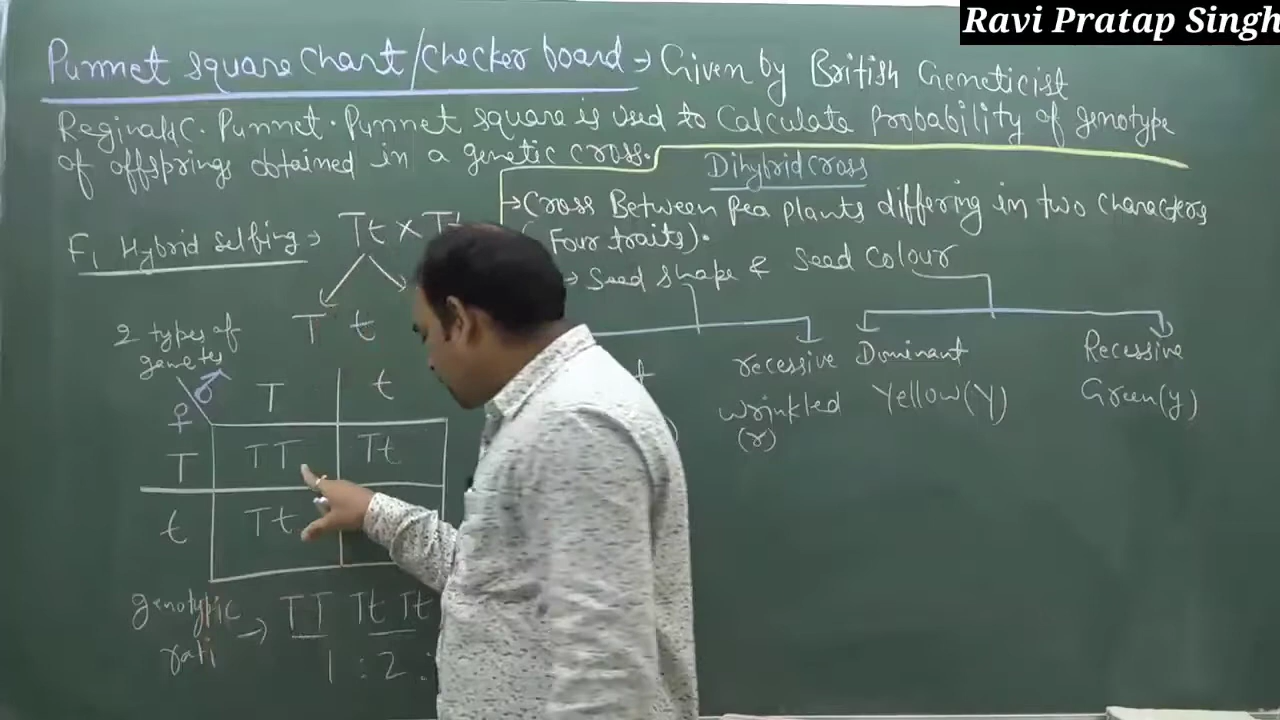 Ravi Pratap Singh
Punnet square chart/checker board → Given by British Geneticist
Reginald C. Punnet. Punnet square is used to Calculate Probability of genotype
of offsprings obtained in a genetic cross.
Dihybrid cross
→ Cross Between pea plants differing in two characters
(Four traits).
F₁ Hybrid Selfing → Tt × Tt
→ Seed Shape & Seed Colour
T t
2 types of
gametes
recessive Dominant Recessive
wrinkled Yellow(Y) Green(y)
(r)
♂ T t
♀
T TT Tt
t Tt
genotypic → TT Tt Tt
rati 1 : 2 :